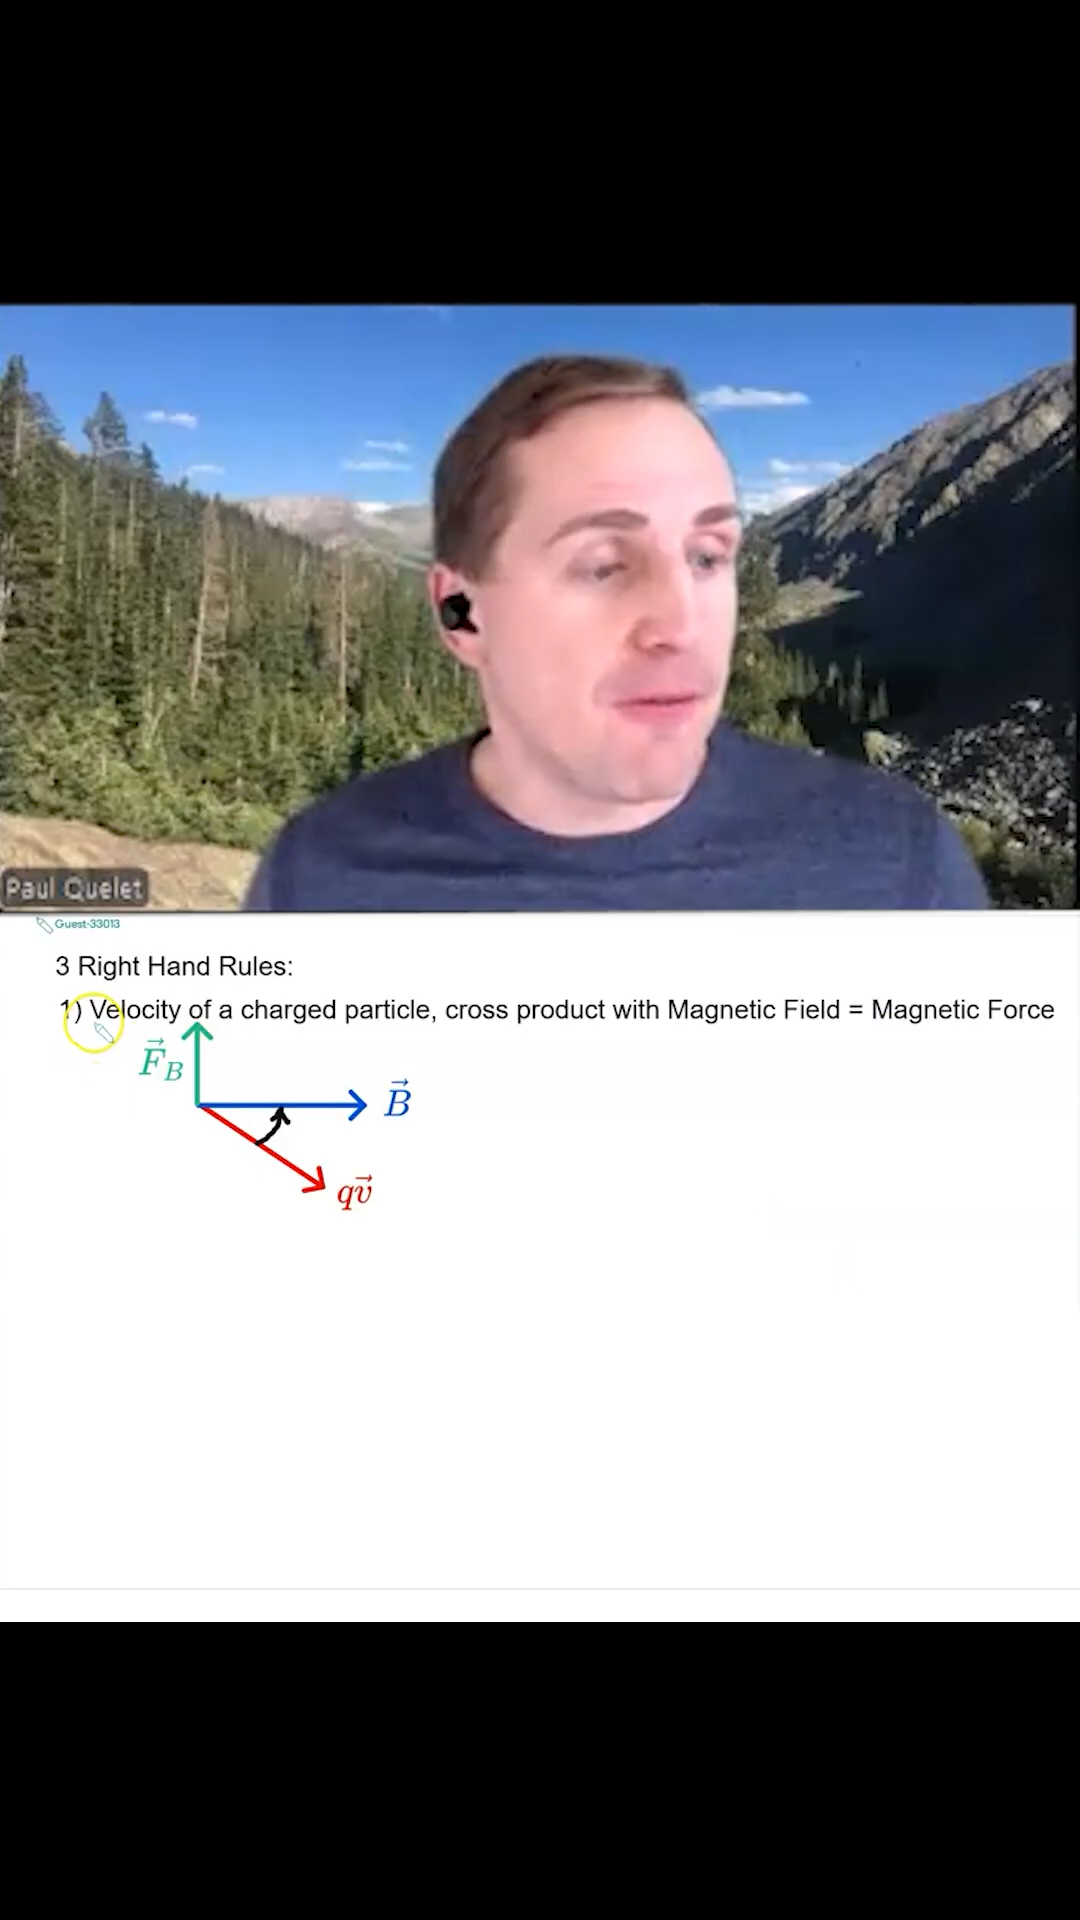 Paul Quelet
Guest-33013
3 Right Hand Rules:
1) Velocity of a charged particle, cross product with Magnetic Field = Magnetic Force
F⃗_B
B⃗
qv⃗